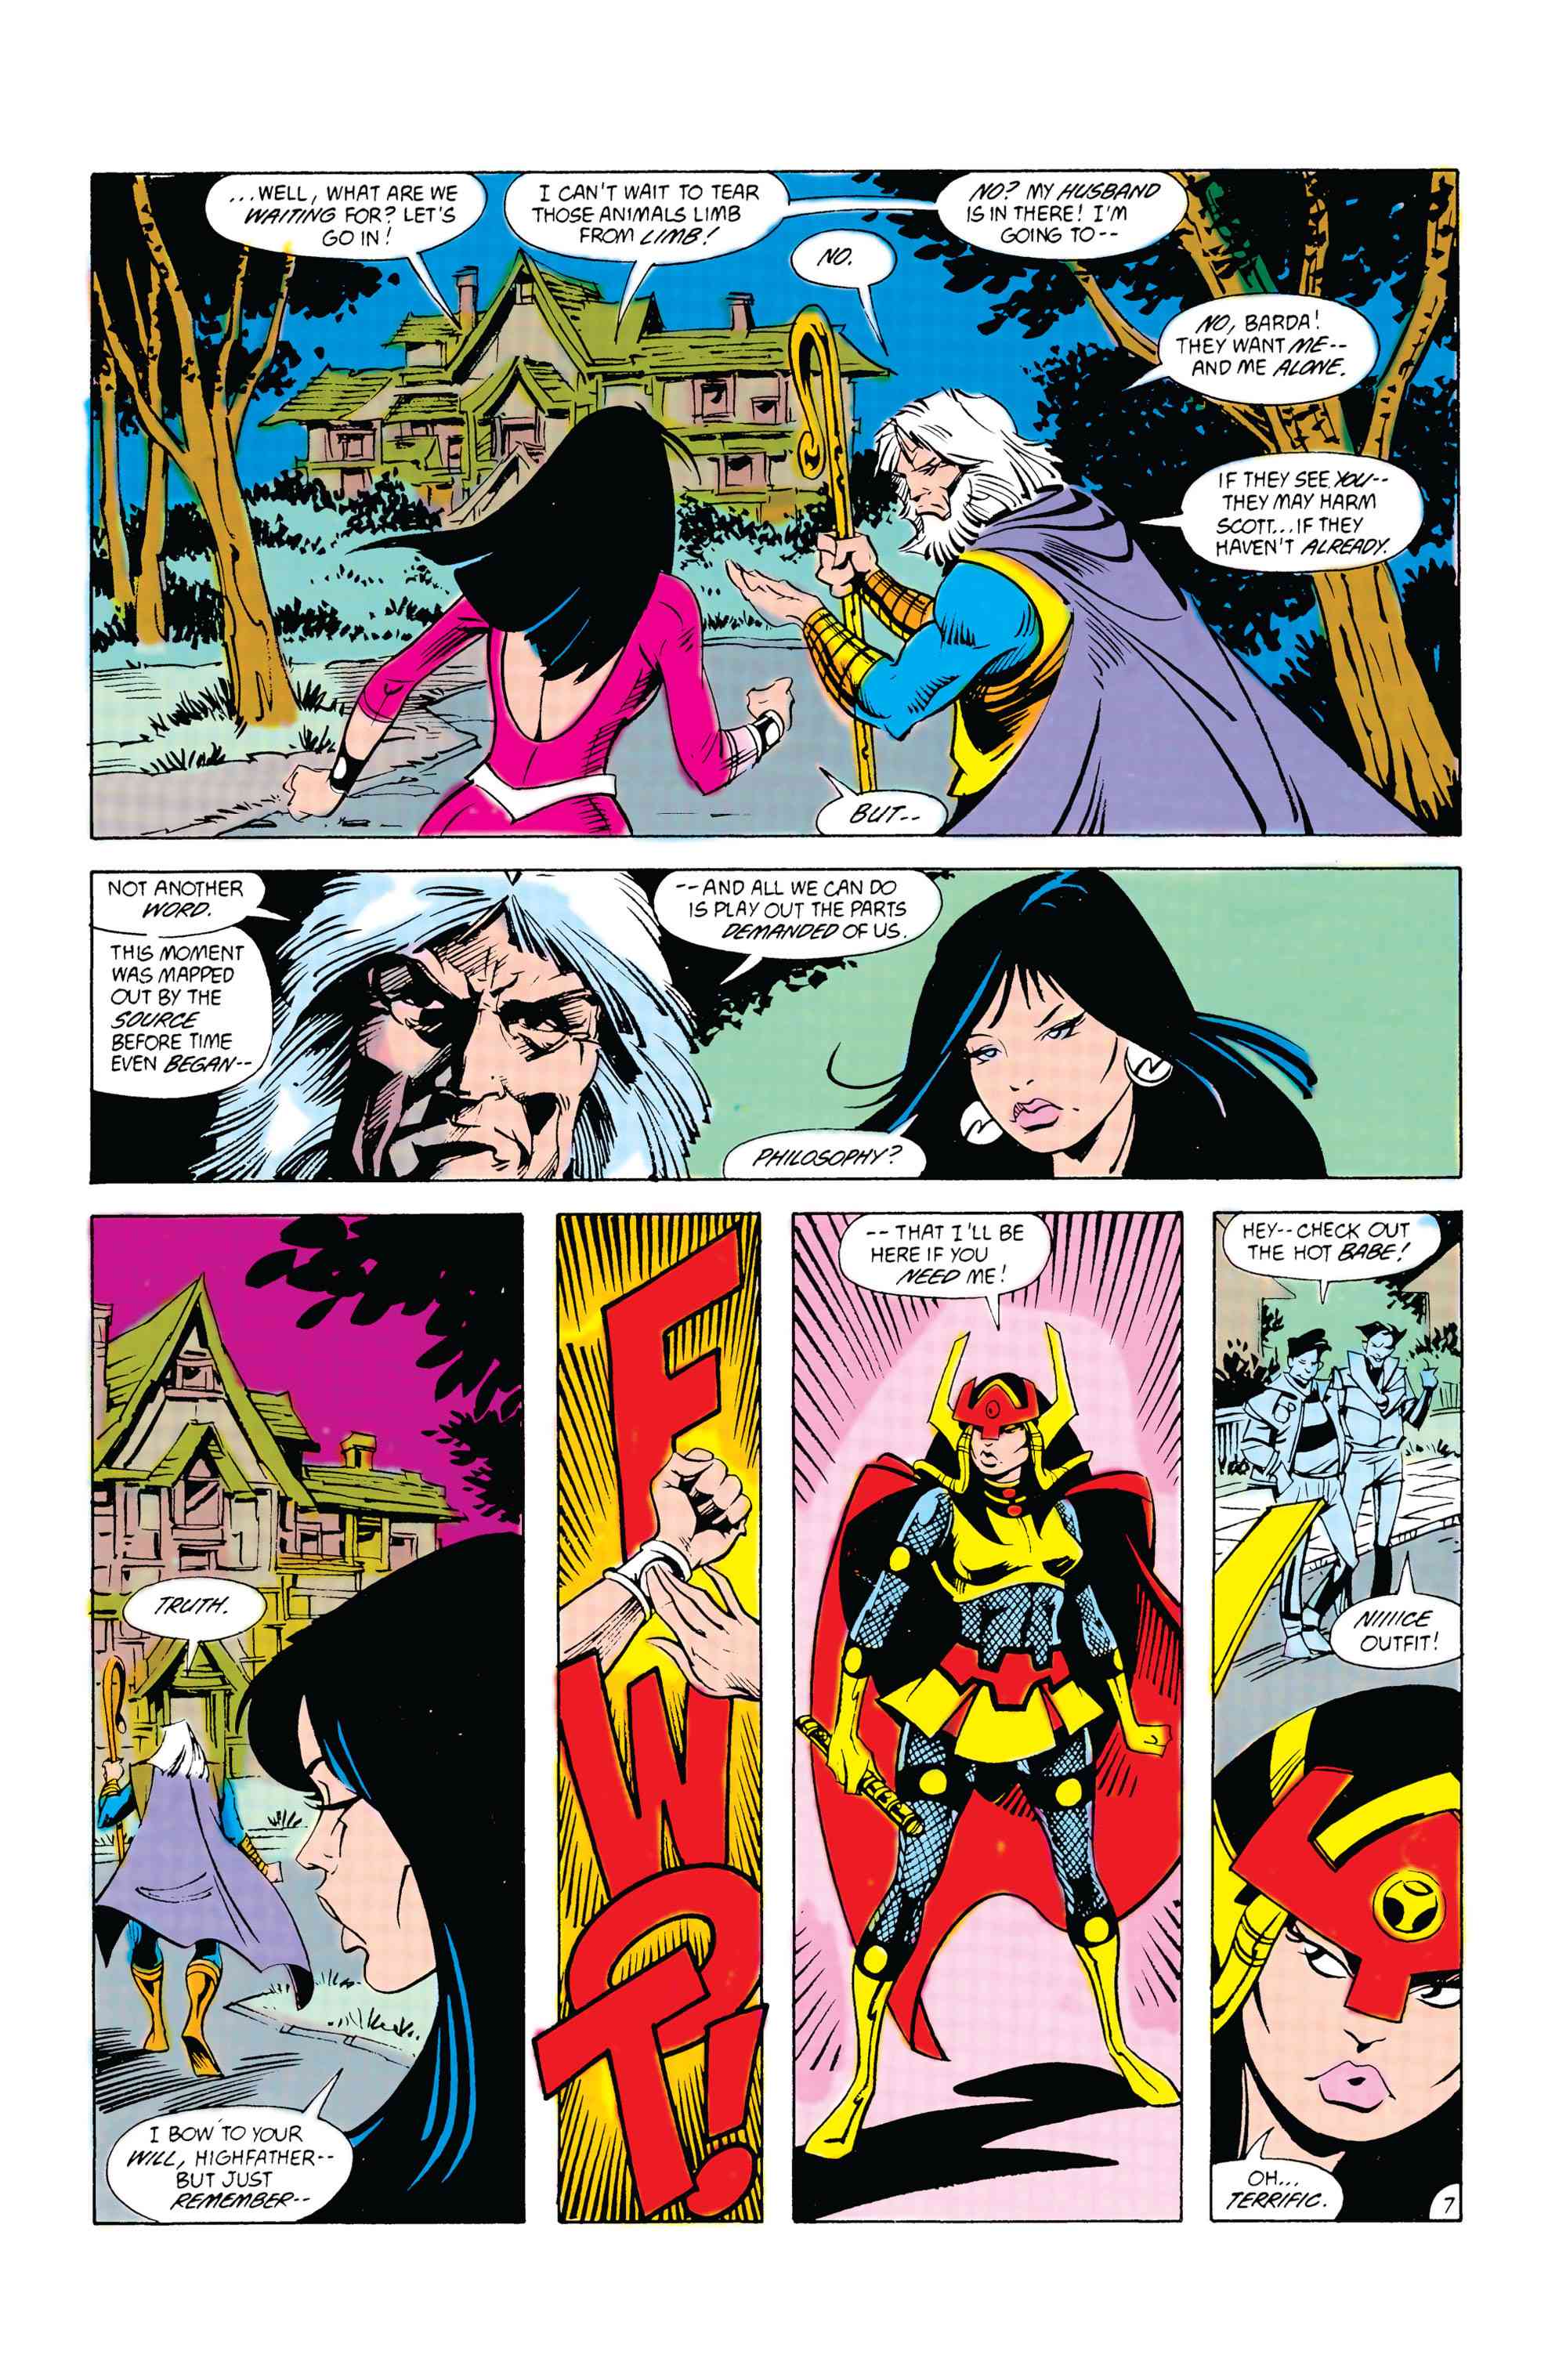 ...WELL, WHAT ARE WE
WAITING FOR? LET'S
GO IN!
I CAN'T WAIT TO TEAR
THOSE ANIMALS LIMB
FROM LIMB!
NO.
NO? MY HUSBAND
IS IN THERE! I'M
GOING TO--
NO, BARDA!
THEY WANT ME--
AND ME ALONE.
IF THEY SEE YOU--
THEY MAY HARM
SCOTT...IF THEY
HAVEN'T ALREADY.
BUT--
NOT ANOTHER
WORD.
THIS MOMENT
WAS MAPPED
OUT BY THE
SOURCE
BEFORE TIME
EVEN BEGAN--
--AND ALL WE CAN DO
IS PLAY OUT THE PARTS
DEMANDED OF US.
PHILOSOPHY?
TRUTH.
I BOW TO YOUR
WILL, HIGHFATHER--
BUT JUST
REMEMBER--
FWOT!
--THAT I'LL BE
HERE IF YOU
NEED ME!
HEY--CHECK OUT
THE HOT BABE!
NIIIICE
OUTFIT!
OH...
TERRIFIC.
7